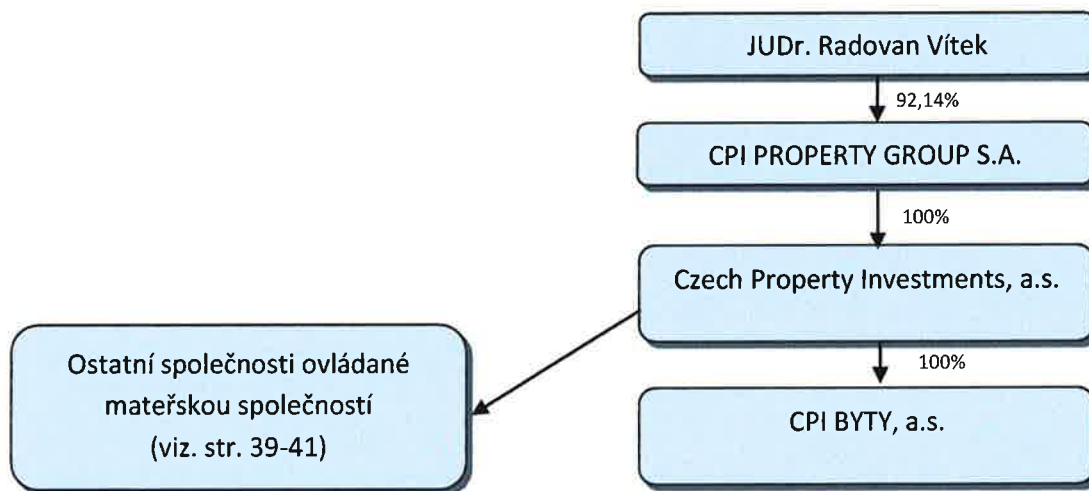 JUDr. Radovan Vítek
92,14%
CPI PROPERTY GROUP S.A.
100%
Czech Property Investments, a.s.
100%
Ostatní společnosti ovládané
mateřskou společností
(viz. str. 39-41)
CPI BYTY, a.s.